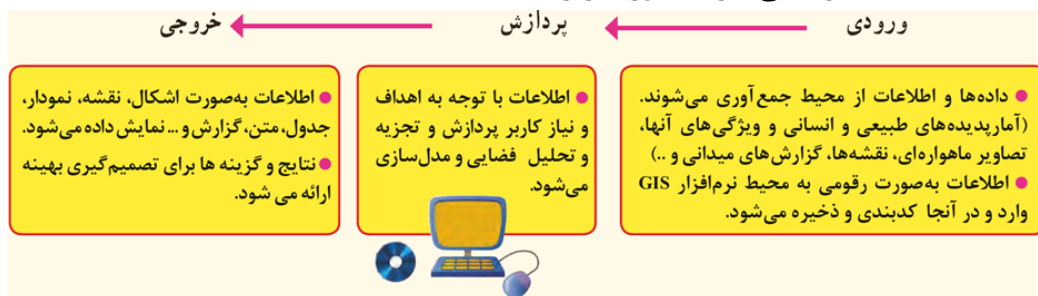 ورودی
پردازش
خروجی
● داده‌ها و اطلاعات از محیط جمع‌آوری می‌شوند.
(آمارپدیده‌های طبیعی و انسانی و ویژگی‌های آنها،
تصاویر ماهواره‌ای، نقشه‌ها، گزارش‌های میدانی و ..)
● اطلاعات به‌صورت رقومی به محیط نرم‌افزار GIS
وارد و در آنجا کدبندی و ذخیره می‌شود.
● اطلاعات با توجه به اهداف
و نیاز کاربر پردازش و تجزیه
و تحلیل فضایی و مدل‌سازی
می‌شود.
● اطلاعات به‌صورت اشکال، نقشه، نمودار،
جدول، متن، گزارش و ... نمایش داده می‌شود.
● نتایج و گزینه ها برای تصمیم‌گیری بهینه
ارائه می شود.